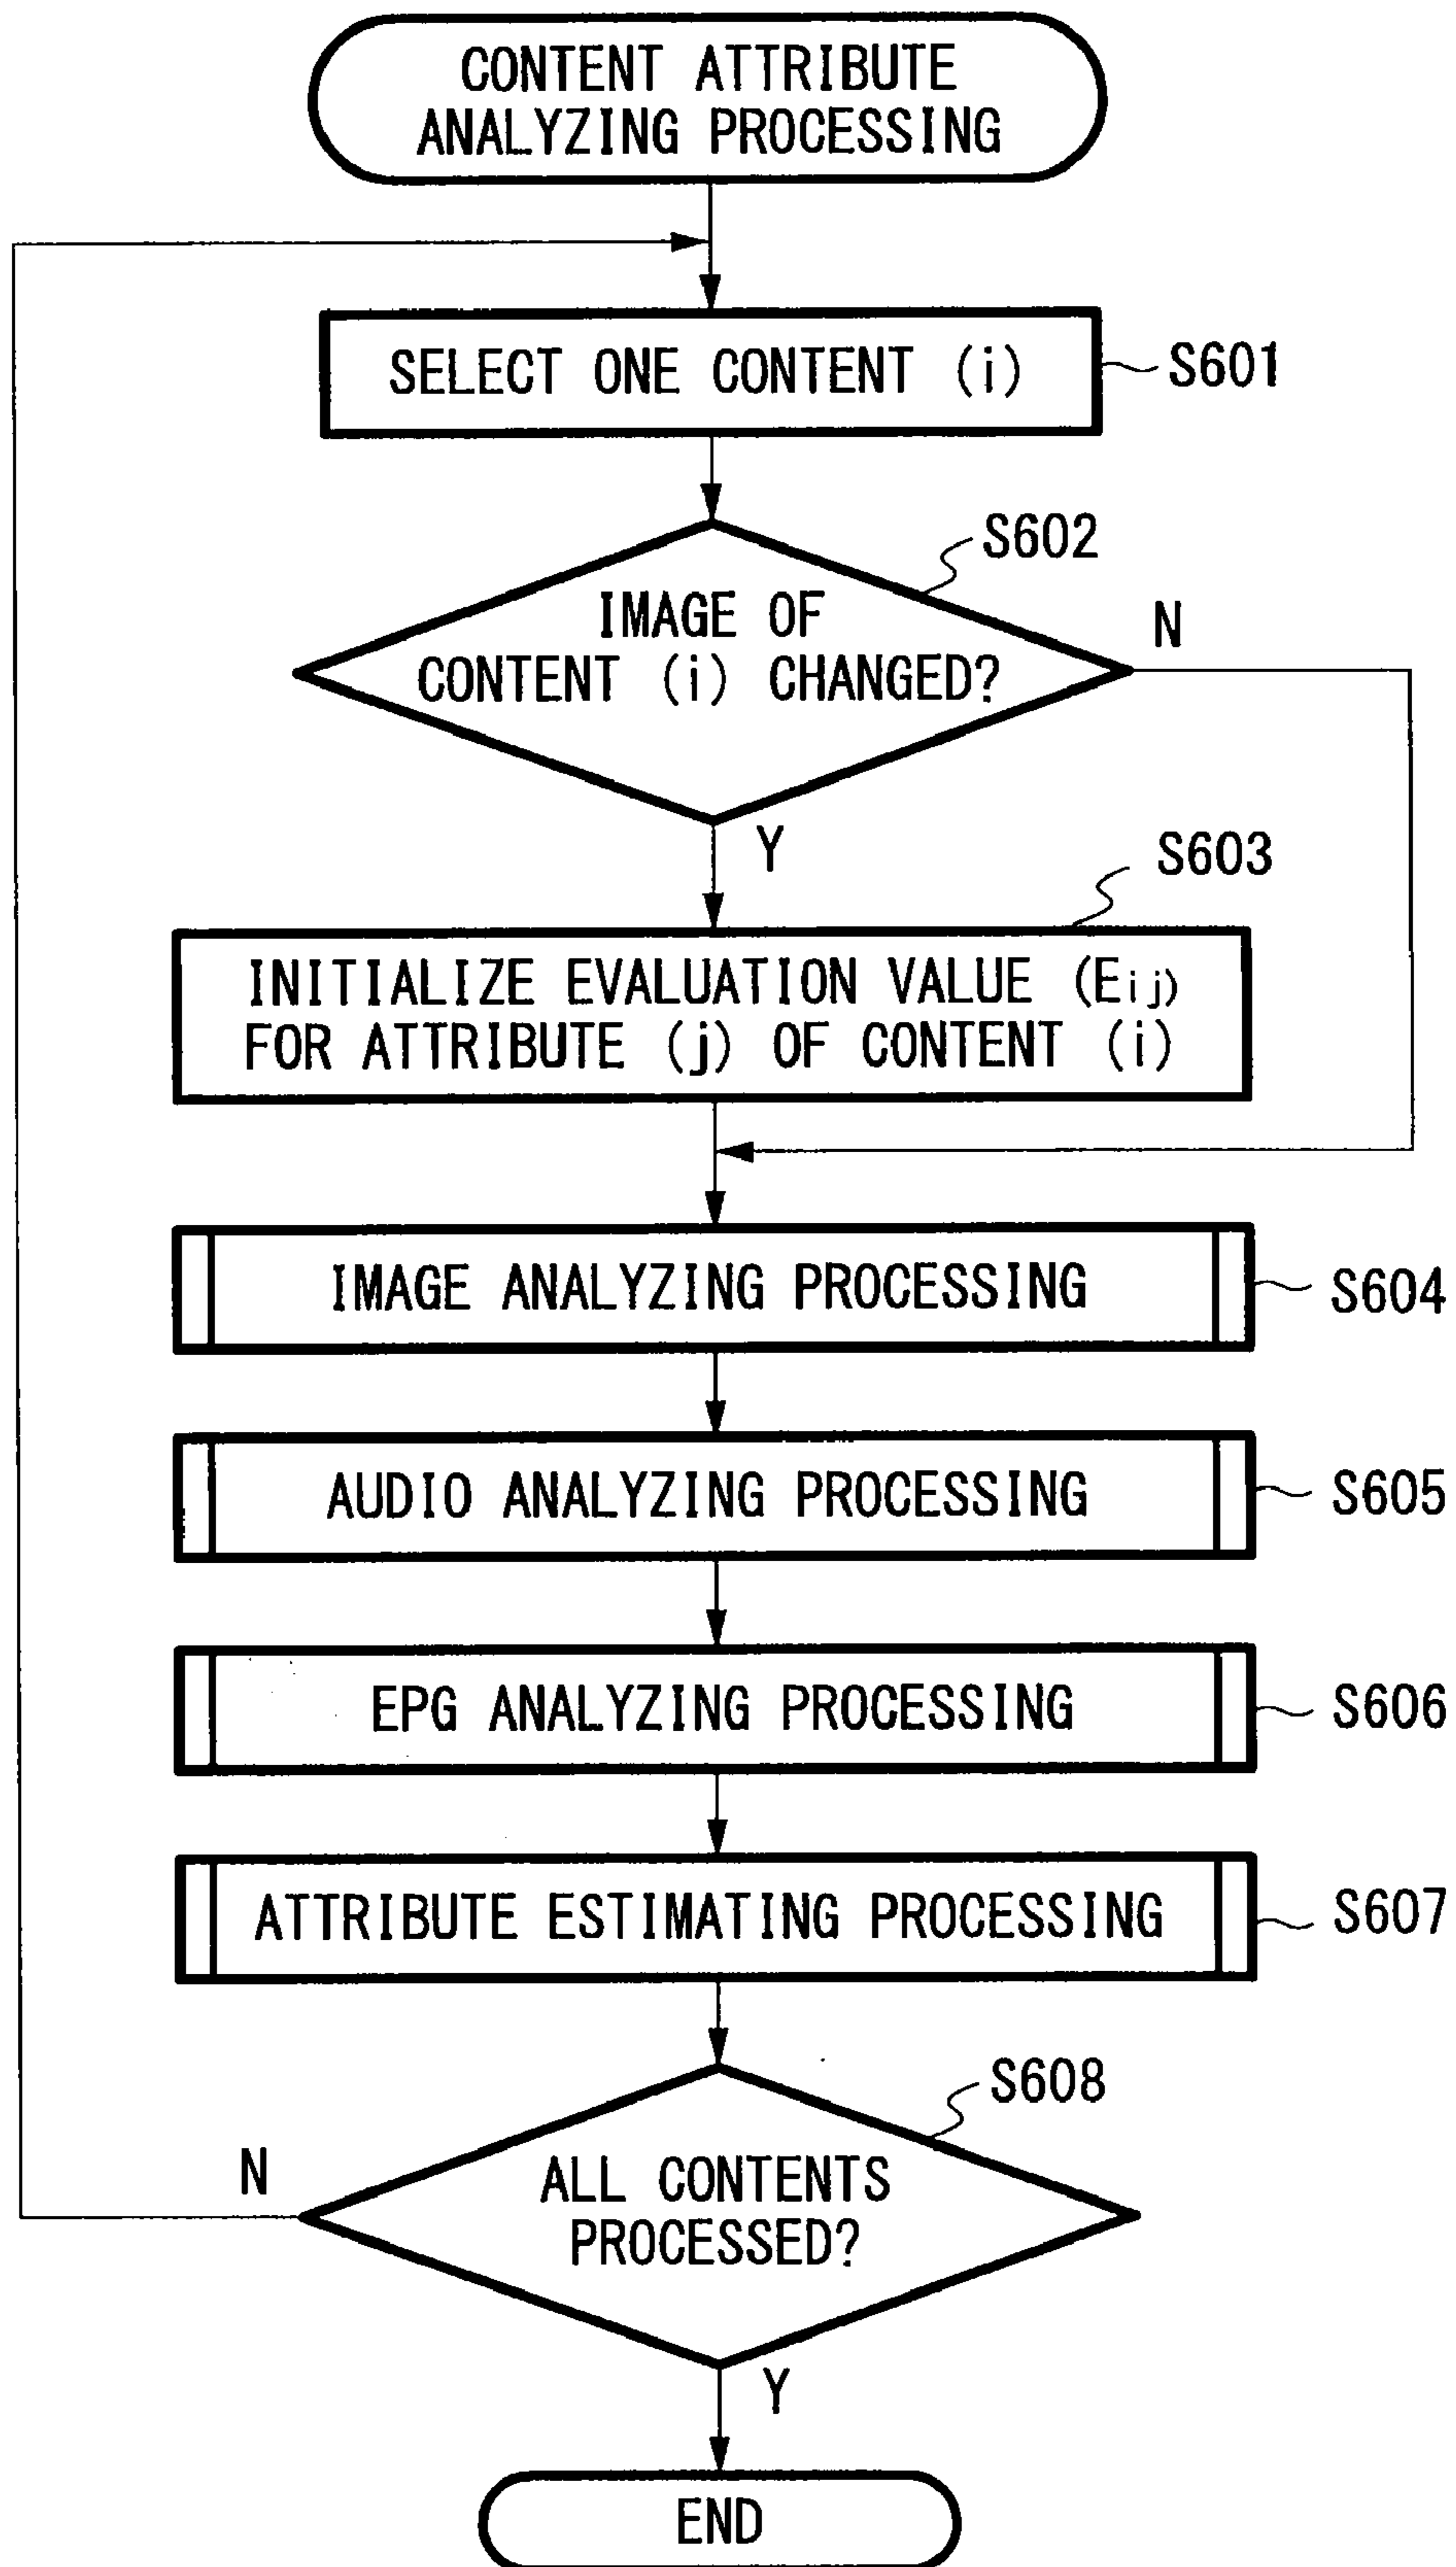 CONTENT ATTRIBUTE
ANALYZING PROCESSING
SELECT ONE CONTENT (i)
S601
S602
IMAGE OF
CONTENT (i) CHANGED?
N
Y
S603
INITIALIZE EVALUATION VALUE (Eij)
FOR ATTRIBUTE (j) OF CONTENT (i)
IMAGE ANALYZING PROCESSING
S604
AUDIO ANALYZING PROCESSING
S605
EPG ANALYZING PROCESSING
S606
ATTRIBUTE ESTIMATING PROCESSING
S607
S608
N
ALL CONTENTS
PROCESSED?
Y
END